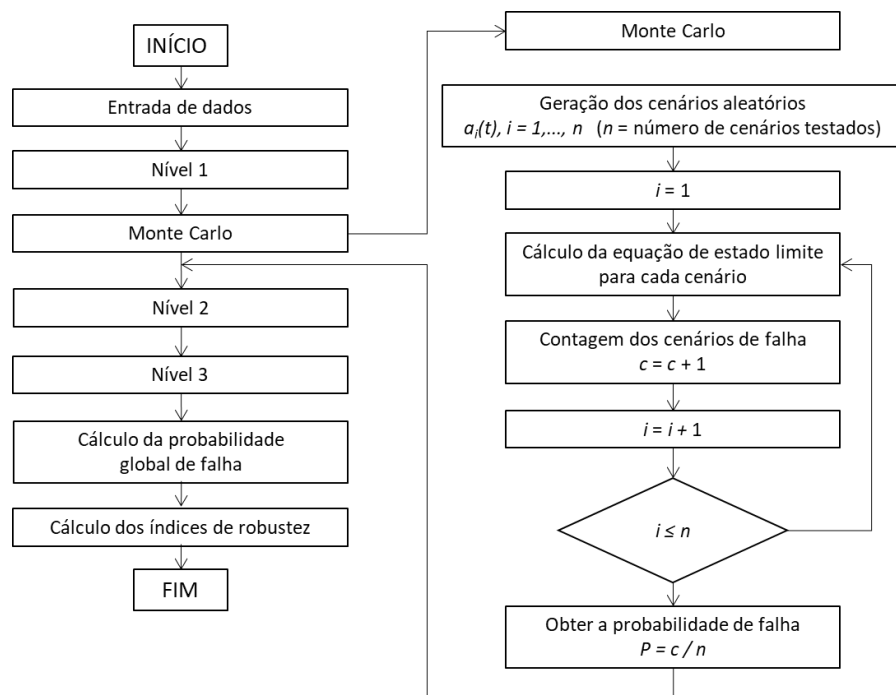 INÍCIO
Entrada de dados
Nível 1
Monte Carlo
Nível 2
Nível 3
Cálculo da probabilidade
global de falha
Cálculo dos índices de robustez
FIM
Monte Carlo
Geração dos cenários aleatórios
aᵢ(t), i = 1,..., n (n = número de cenários testados)
i = 1
Cálculo da equação de estado limite
para cada cenário
Contagem dos cenários de falha
c = c + 1
i = i + 1
i ≤ n
Obter a probabilidade de falha
P = c / n